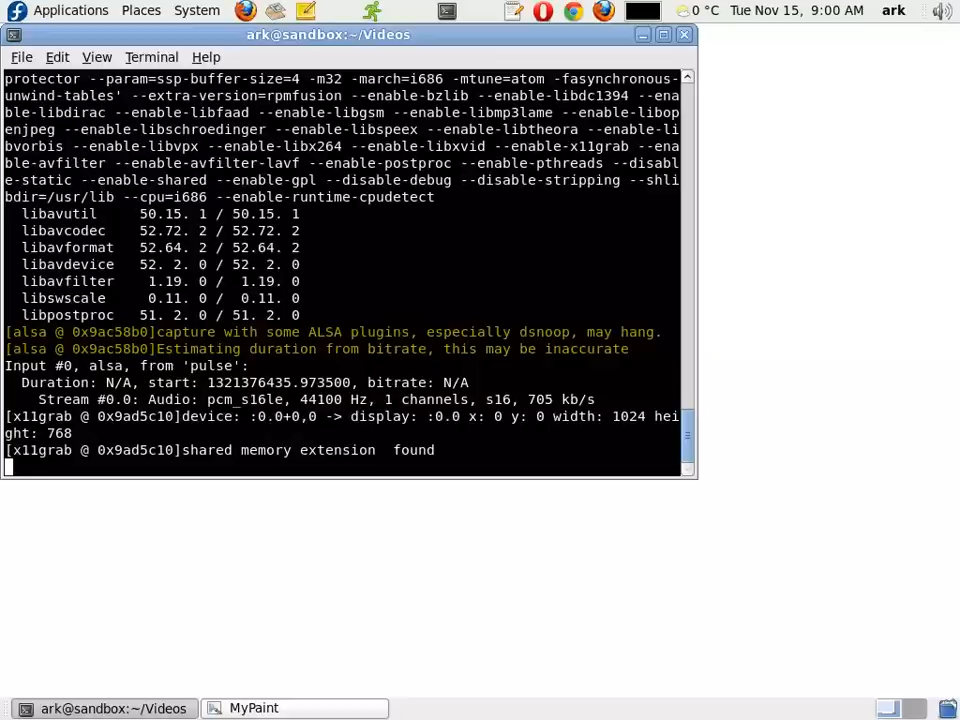 Applications Places System 0 °C Tue Nov 15, 9:00 AM ark
ark@sandbox:~/Videos
File Edit View Terminal Help
protector --param=ssp-buffer-size=4 -m32 -march=i686 -mtune=atom -fasynchronous-
unwind-tables' --extra-version=rpmfusion --enable-bzlib --enable-libdc1394 --ena
ble-libdirac --enable-libfaad --enable-libgsm --enable-libmp3lame --enable-libop
enjpeg --enable-libschroedinger --enable-libspeex --enable-libtheora --enable-li
bvorbis --enable-libvpx --enable-libx264 --enable-libxvid --enable-x11grab --ena
ble-avfilter --enable-avfilter-lavf --enable-postproc --enable-pthreads --disabl
e-static --enable-shared --enable-gpl --disable-debug --disable-stripping --shli
bdir=/usr/lib --cpu=i686 --enable-runtime-cpudetect
libavutil 50.15. 1 / 50.15. 1
libavcodec 52.72. 2 / 52.72. 2
libavformat 52.64. 2 / 52.64. 2
libavdevice 52. 2. 0 / 52. 2. 0
libavfilter 1.19. 0 / 1.19. 0
libswscale 0.11. 0 / 0.11. 0
libpostproc 51. 2. 0 / 51. 2. 0
[alsa @ 0x9ac58b0]capture with some ALSA plugins, especially dsnoop, may hang.
[alsa @ 0x9ac58b0]Estimating duration from bitrate, this may be inaccurate
Input #0, alsa, from 'pulse':
Duration: N/A, start: 1321376435.973500, bitrate: N/A
Stream #0.0: Audio: pcm_s16le, 44100 Hz, 1 channels, s16, 705 kb/s
[x11grab @ 0x9ad5c10]device: :0.0+0,0 -> display: :0.0 x: 0 y: 0 width: 1024 hei
ght: 768
[x11grab @ 0x9ad5c10]shared memory extension found
ark@sandbox:~/Videos MyPaint